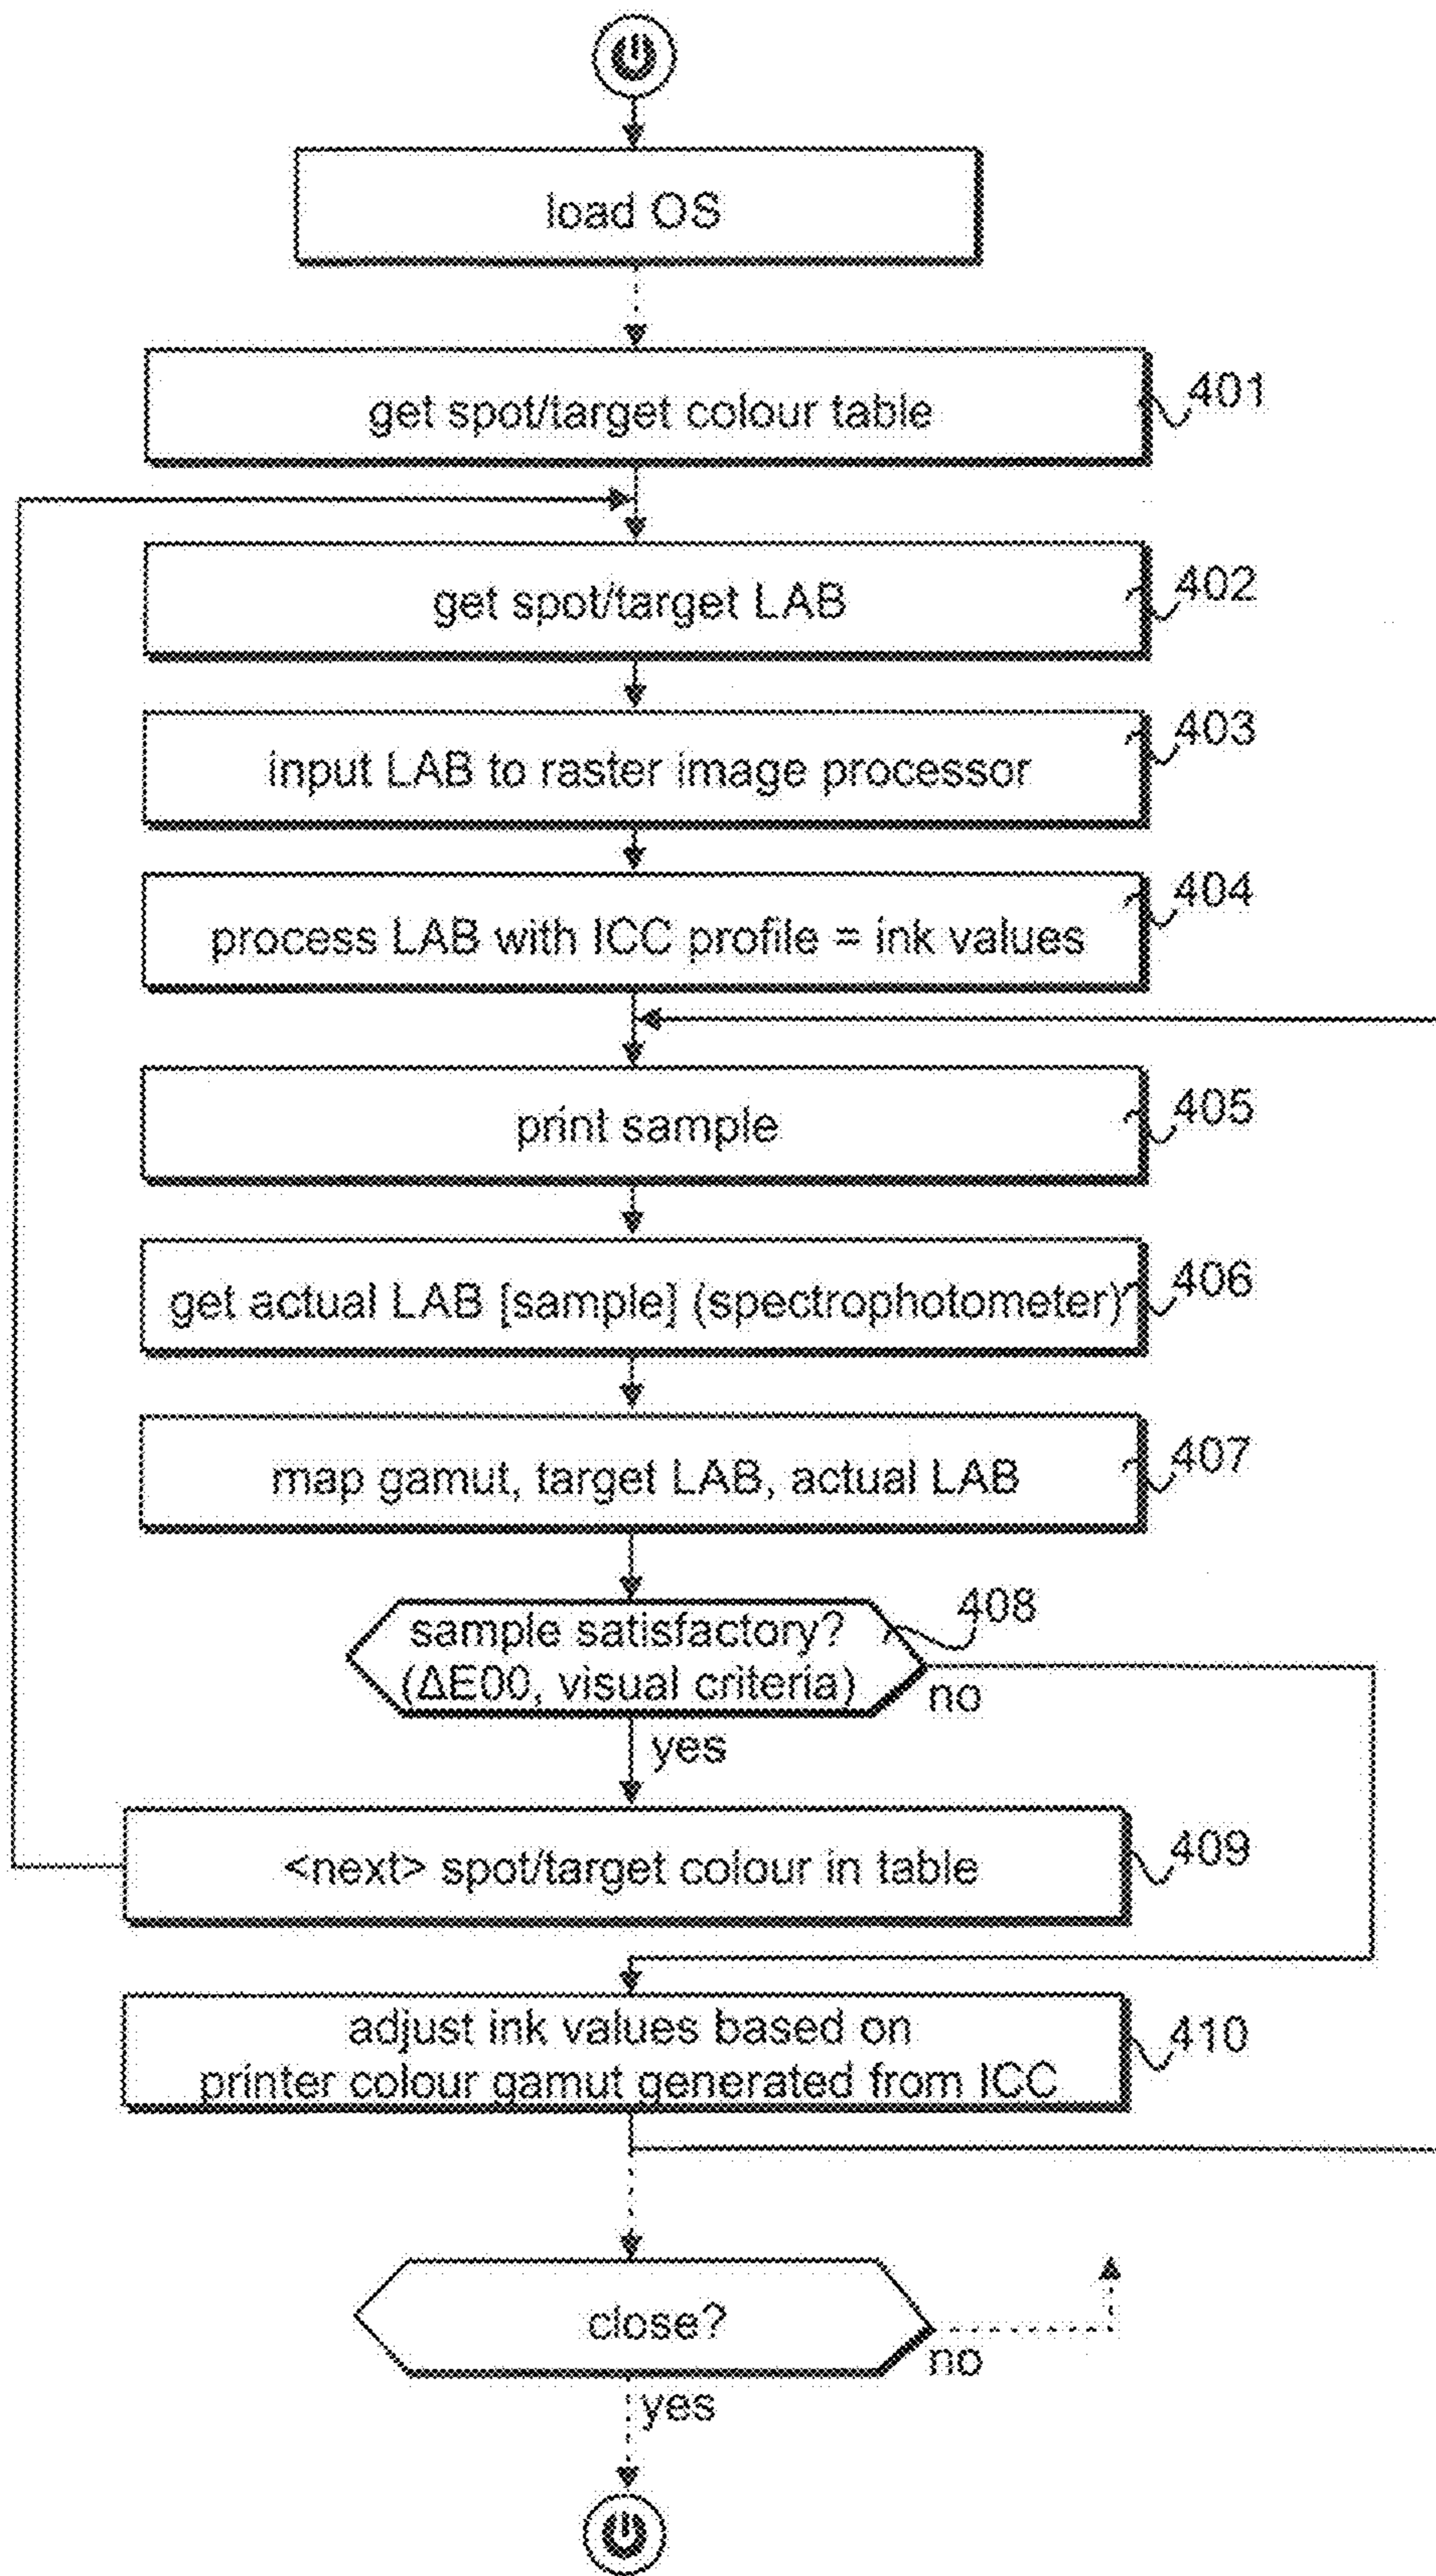 load OS
get spot/target colour table
401
get spot/target LAB
402
input LAB to raster image processor
403
process LAB with ICC profile = ink values
404
print sample
405
get actual LAB [sample] (spectrophotometer)
406
map gamut, target LAB, actual LAB
407
sample satisfactory?
(ΔE00, visual criteria)
408
no
yes
<next> spot/target colour in table
409
adjust ink values based on
printer colour gamut generated from ICC
410
close?
no
yes